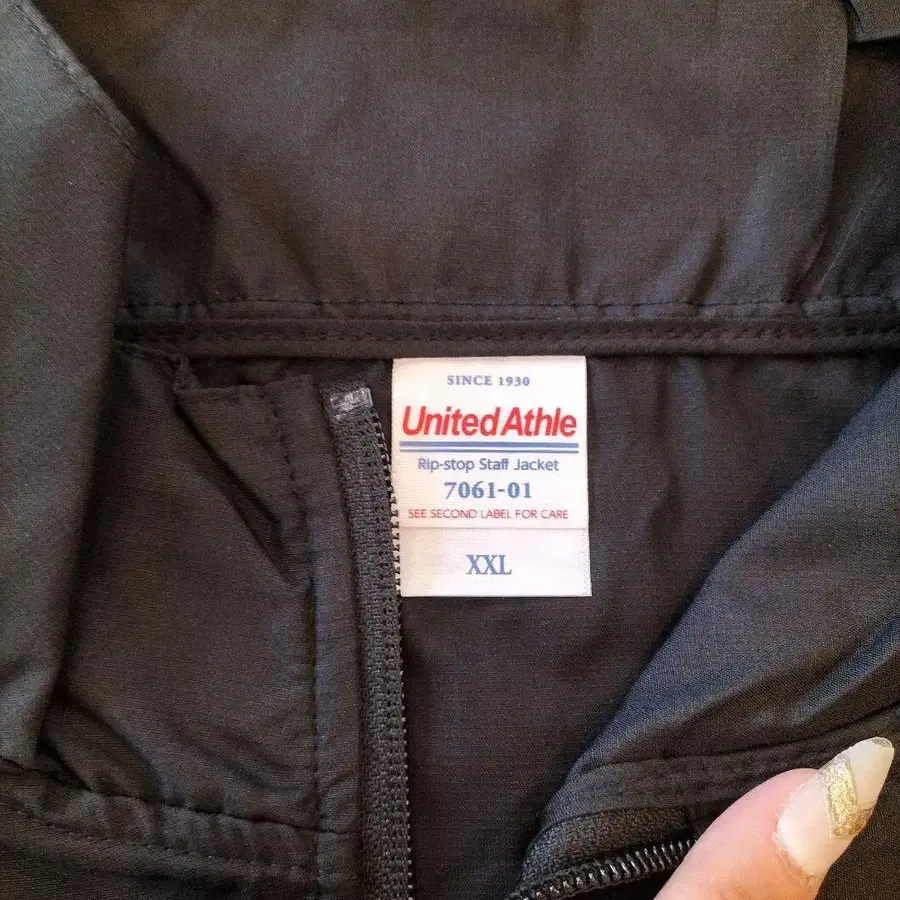 SINCE 1930
United Athle
Rip-stop Staff Jacket
7061-01
SEE SECOND LABEL FOR CARE
XXL